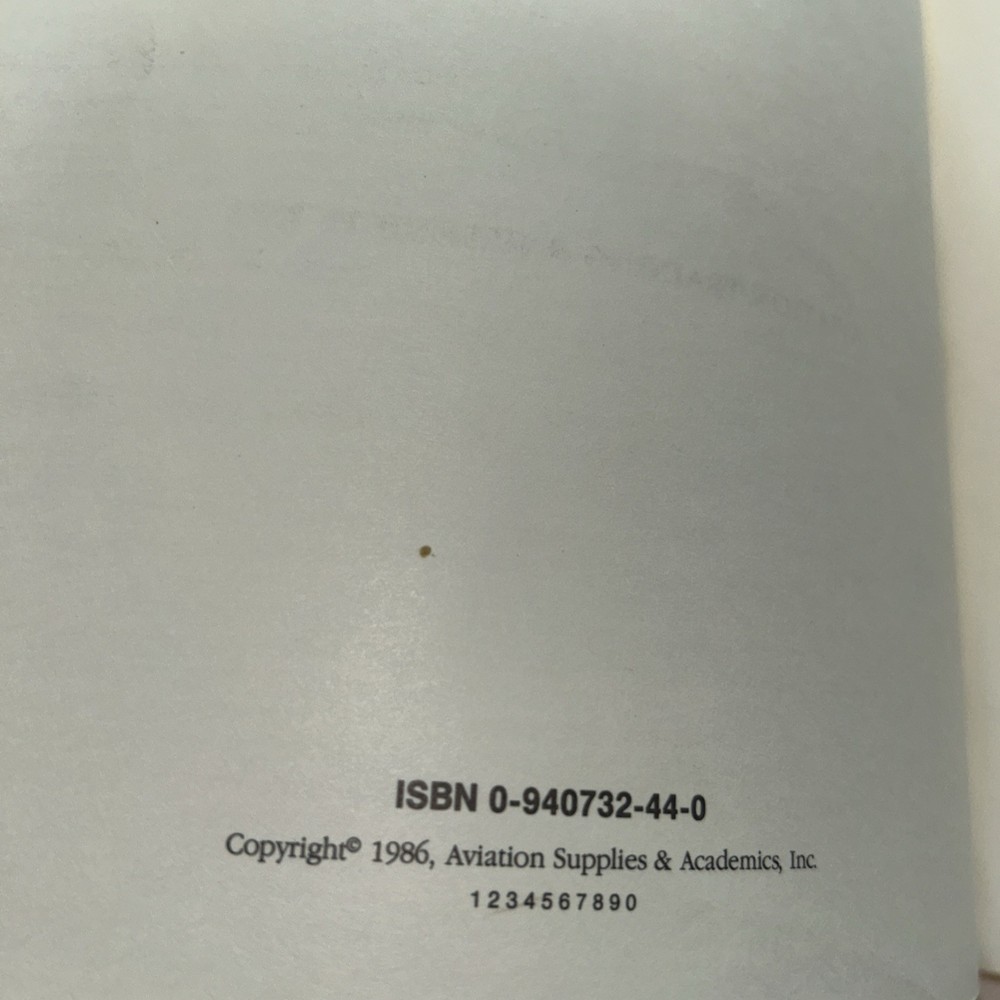 ISBN 0-940732-44-0
Copyright© 1986, Aviation Supplies & Academics, Inc.
1234567890